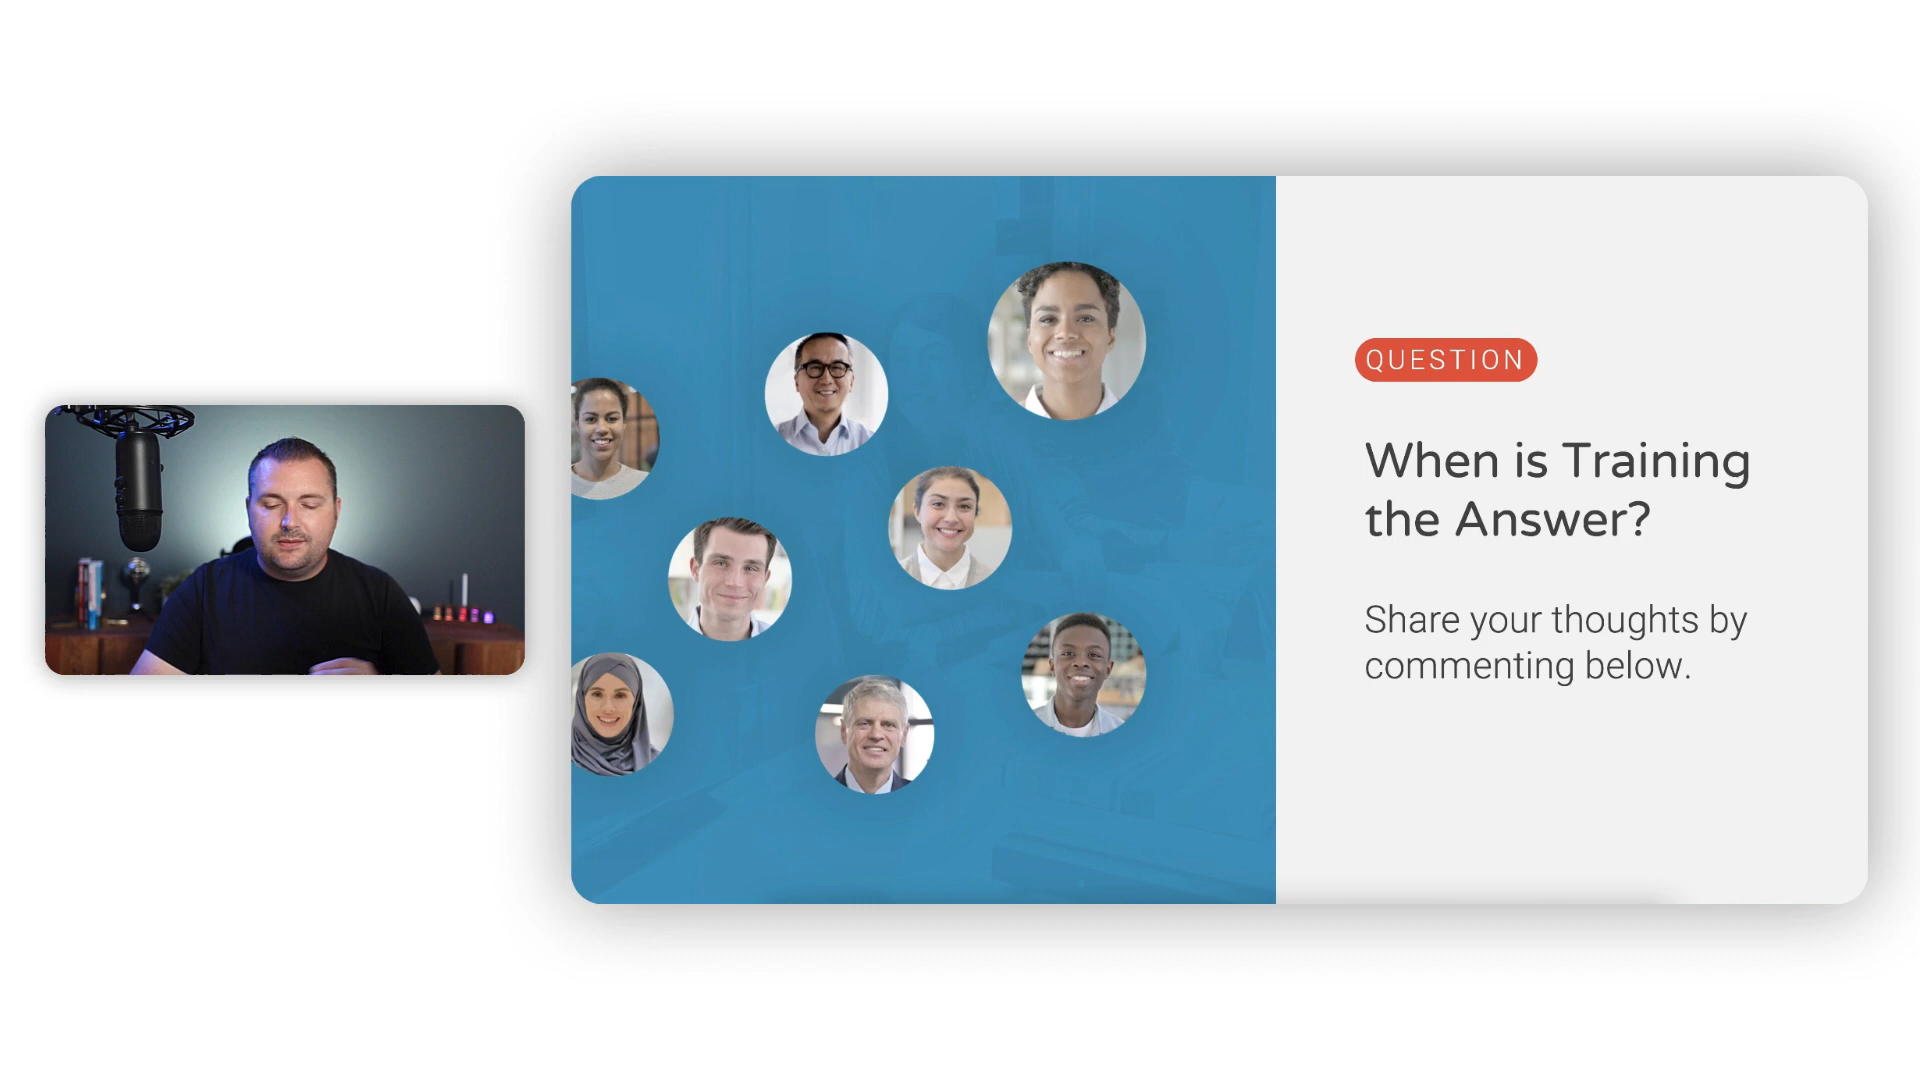 QUESTION
When is Training
the Answer?
Share your thoughts by
commenting below.